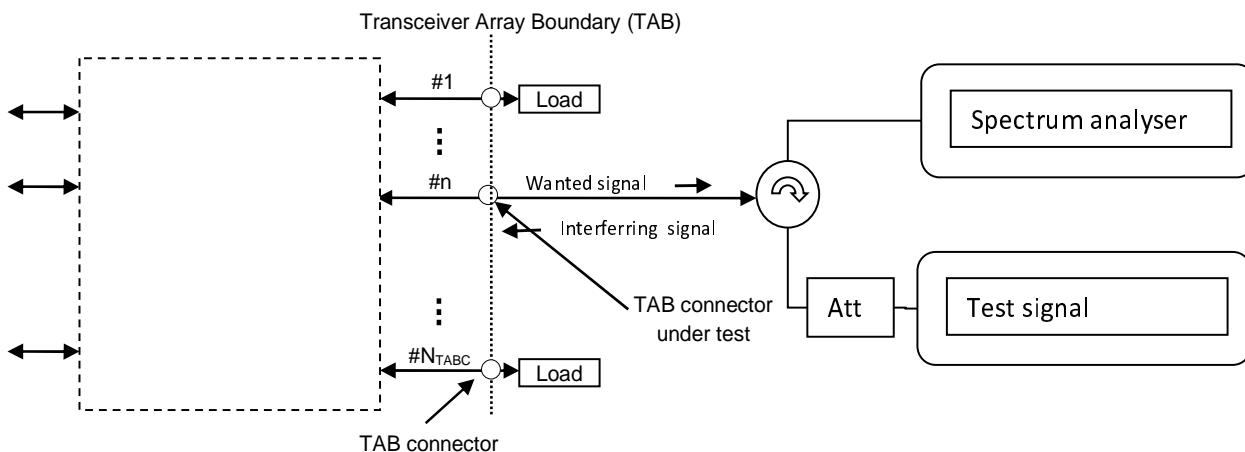 Transceiver Array Boundary (TAB)
#1
Load
Spectrum analyser
#n
Wanted signal
Interferring signal
TAB connector
under test
Att
Test signal
#NTABC
Load
TAB connector